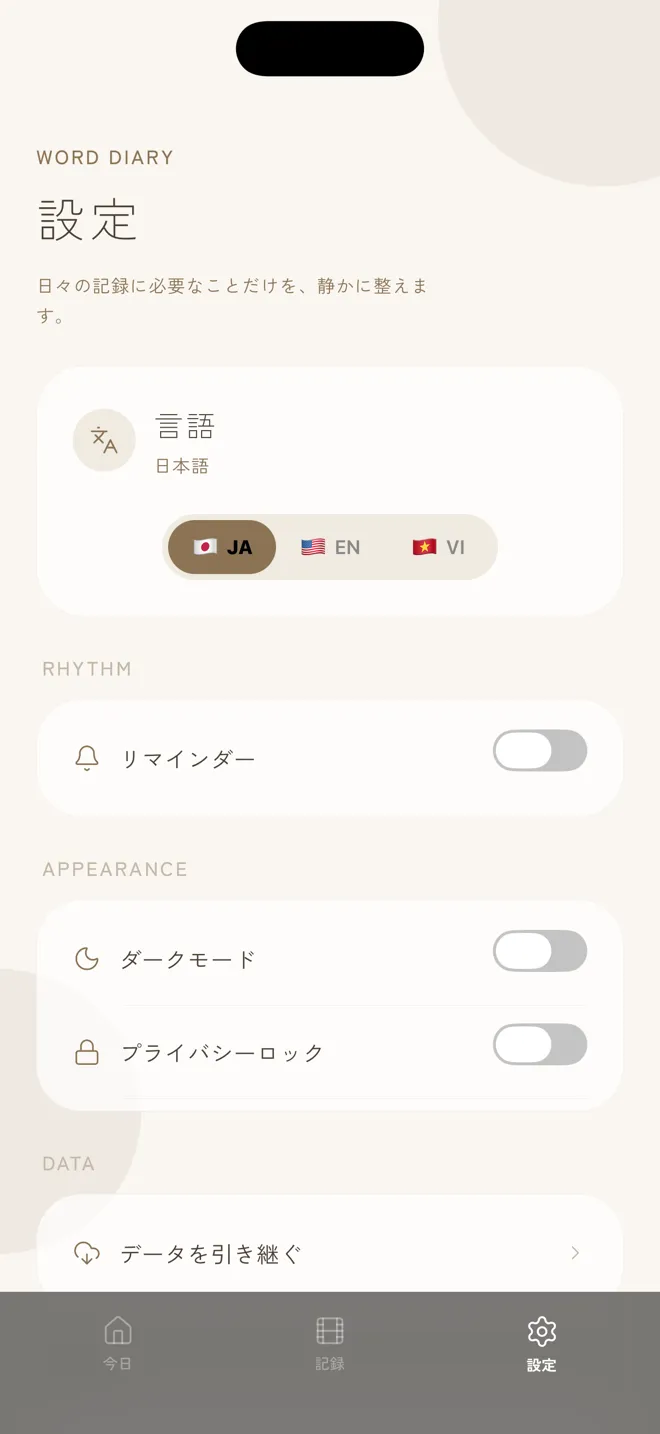 WORD DIARY
設定
日々の記録に必要なことだけを、静かに整えま
す。
言語
日本語
JA
EN
VI
RHYTHM
リマインダー
APPEARANCE
ダークモード
プライバシーロック
DATA
データを引き継ぐ
今日
記録
設定